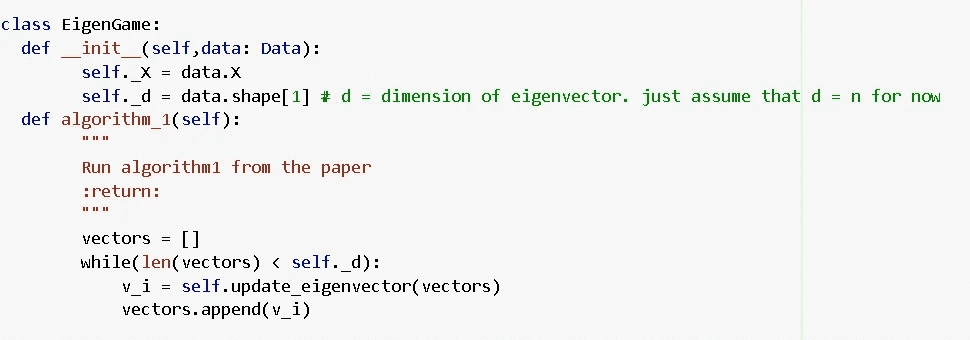 class EigenGame:
  def __init__(self,data: Data):
        self._X = data.X
        self._d = data.shape[1] # d = dimension of eigenvector. just assume that d = n for now
  def algorithm_1(self):
        """
        Run algorithm1 from the paper
        :return:
        """
        vectors = []
        while(len(vectors) < self._d):
            v_i = self.update_eigenvector(vectors)
            vectors.append(v_i)